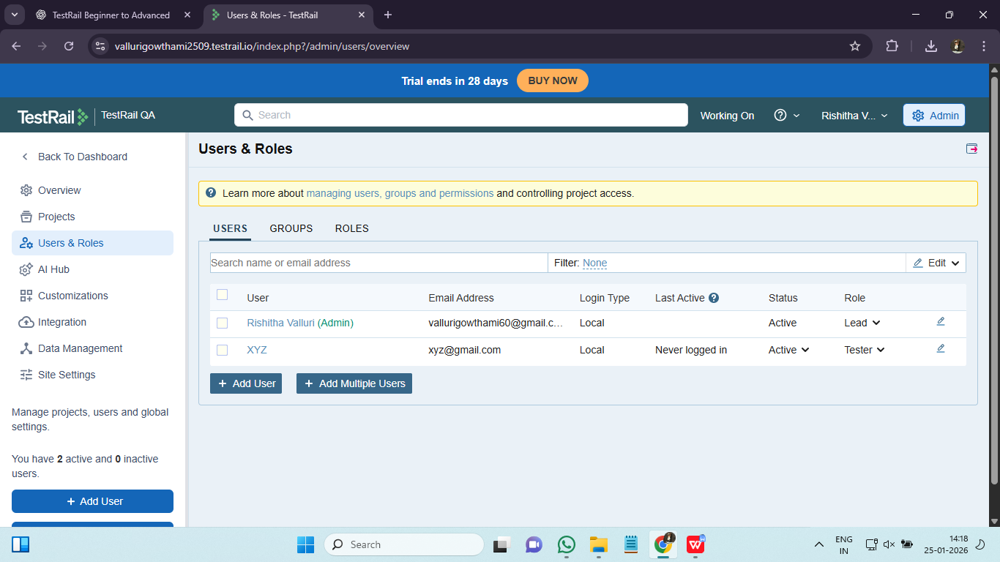 TestRail Beginner to Advanced
Users & Roles - TestRail
vallurigowthami2509.testrail.io/index.php?/admin/users/overview
Trial ends in 28 days
BUY NOW
TestRail
TestRail QA
Search
Working On
Rishitha V...
Admin
Back To Dashboard
Overview
Projects
Users & Roles
AI Hub
Customizations
Integration
Data Management
Site Settings
Manage projects, users and global
settings.
You have 2 active and 0 inactive
users.
+ Add User
Users & Roles
Learn more about managing users, groups and permissions and controlling project access.
USERS GROUPS ROLES
Search name or email address Filter: None Edit
User Email Address Login Type Last Active Status Role
Rishitha Valluri (Admin) vallurigowthami60@gmail.c... Local Active Lead
XYZ xyz@gmail.com Local Never logged in Active Tester
+ Add User + Add Multiple Users
Search
ENG
IN
14:18
25-01-2026